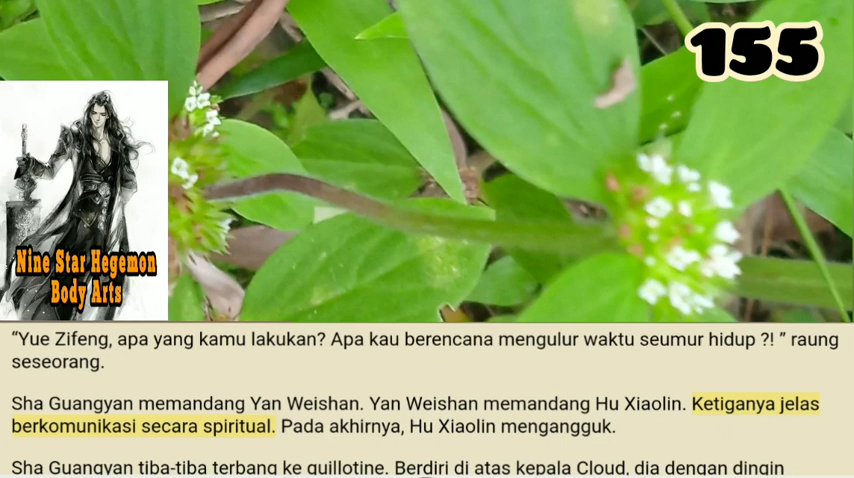 155
Nine Star Hegemon
Body Arts
“Yue Zifeng, apa yang kamu lakukan? Apa kau berencana mengulur waktu seumur hidup ?! ” raung
seseorang.
Sha Guangyan memandang Yan Weishan. Yan Weishan memandang Hu Xiaolin. Ketiganya jelas
berkomunikasi secara spiritual. Pada akhirnya, Hu Xiaolin mengangguk.
Sha Guangyan tiba-tiba terbang ke guillotine. Berdiri di atas kepala Cloud, dia dengan dingin